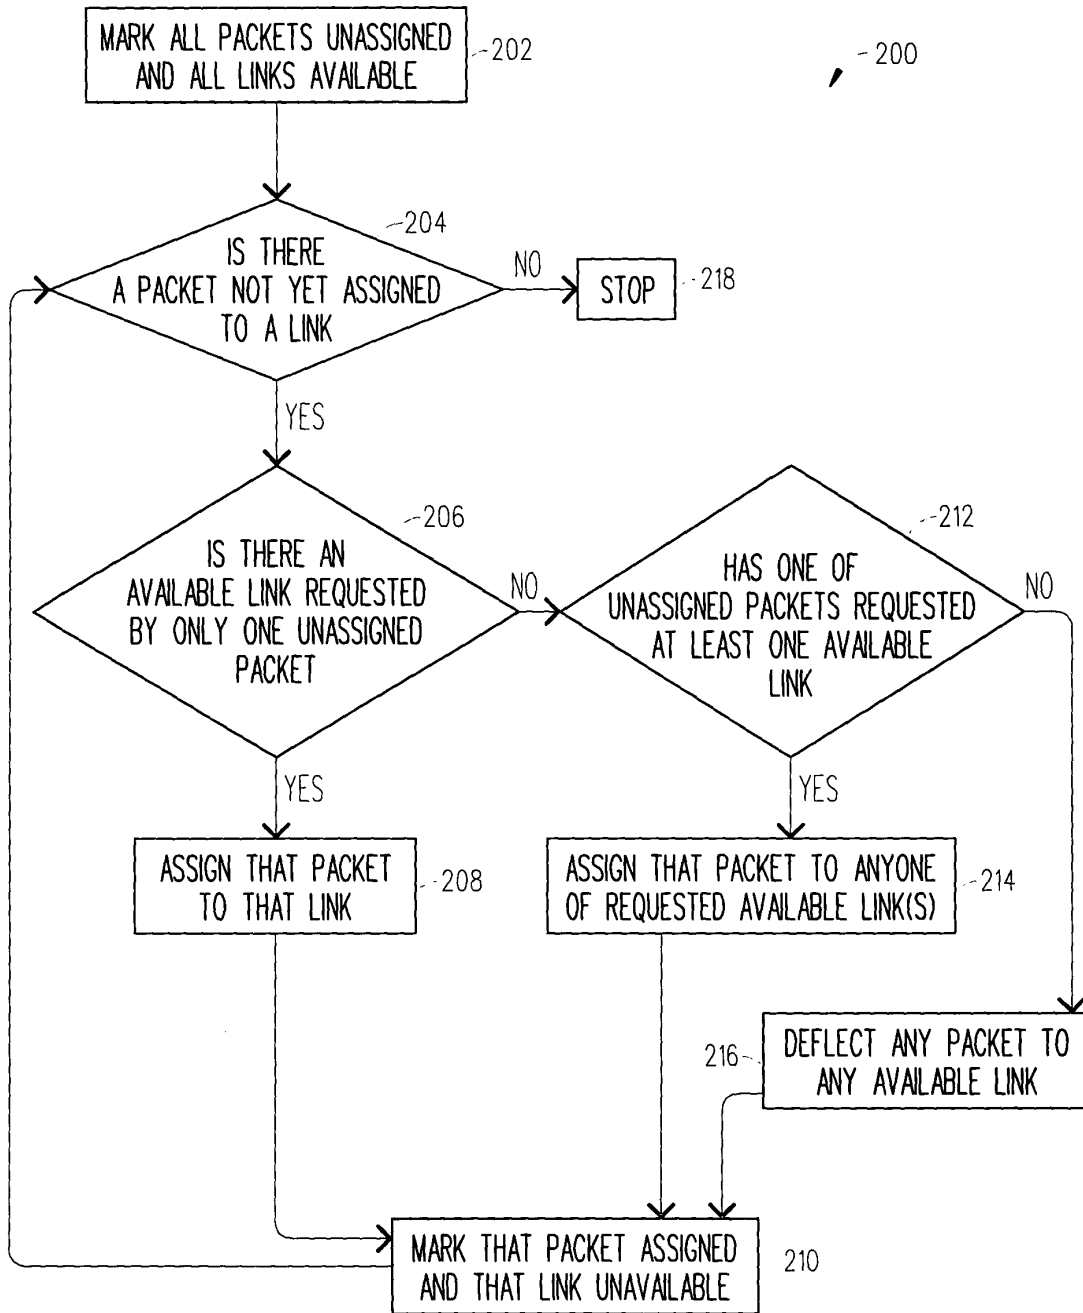 MARK ALL PACKETS UNASSIGNED
AND ALL LINKS AVAILABLE
202
200
204
IS THERE
A PACKET NOT YET ASSIGNED
TO A LINK
NO
STOP
218
YES
206
IS THERE AN
AVAILABLE LINK REQUESTED
BY ONLY ONE UNASSIGNED
PACKET
NO
212
HAS ONE OF
UNASSIGNED PACKETS REQUESTED
AT LEAST ONE AVAILABLE
LINK
NO
YES
YES
ASSIGN THAT PACKET
TO THAT LINK
208
ASSIGN THAT PACKET TO ANYONE
OF REQUESTED AVAILABLE LINK(S)
214
216
DEFLECT ANY PACKET TO
ANY AVAILABLE LINK
MARK THAT PACKET ASSIGNED
AND THAT LINK UNAVAILABLE
210